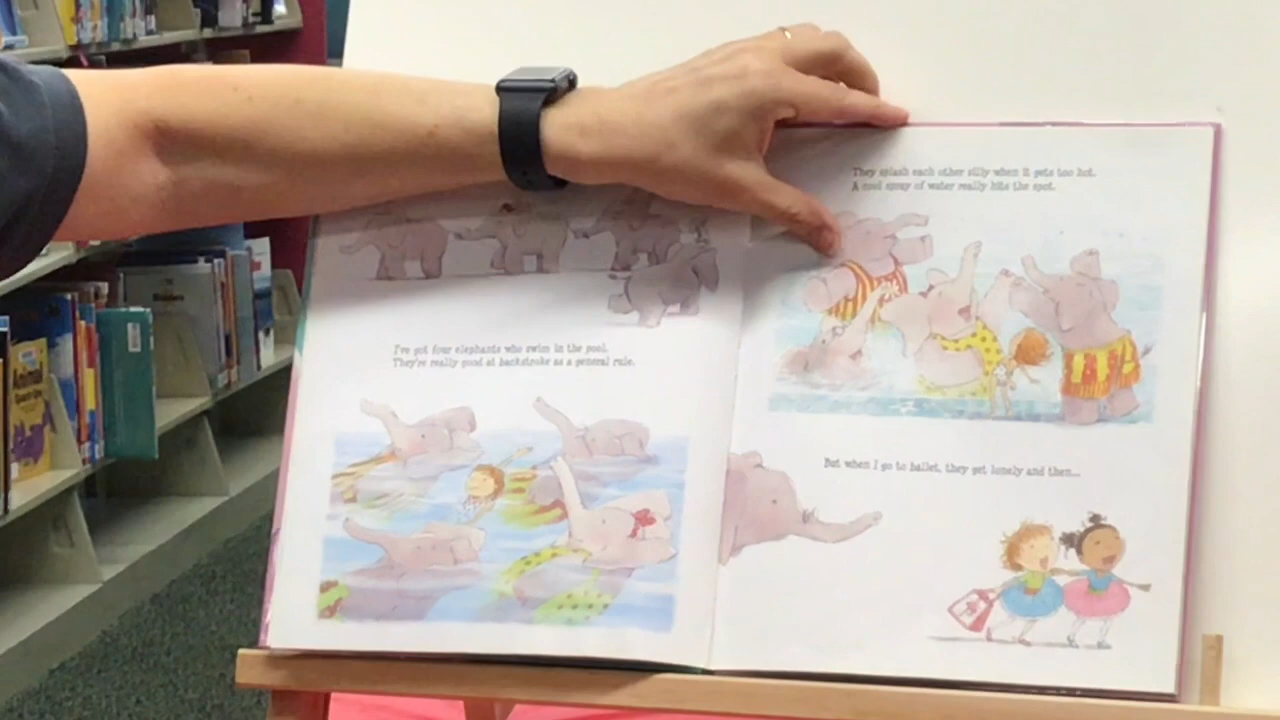 I've got four elephants who swim in the pool.
They're really good at backstroke as a general rule.
They splash each other silly when it gets too hot.
A cool spray of water really hits the spot.
But when I go to ballet, they get lonely and then...
Animal